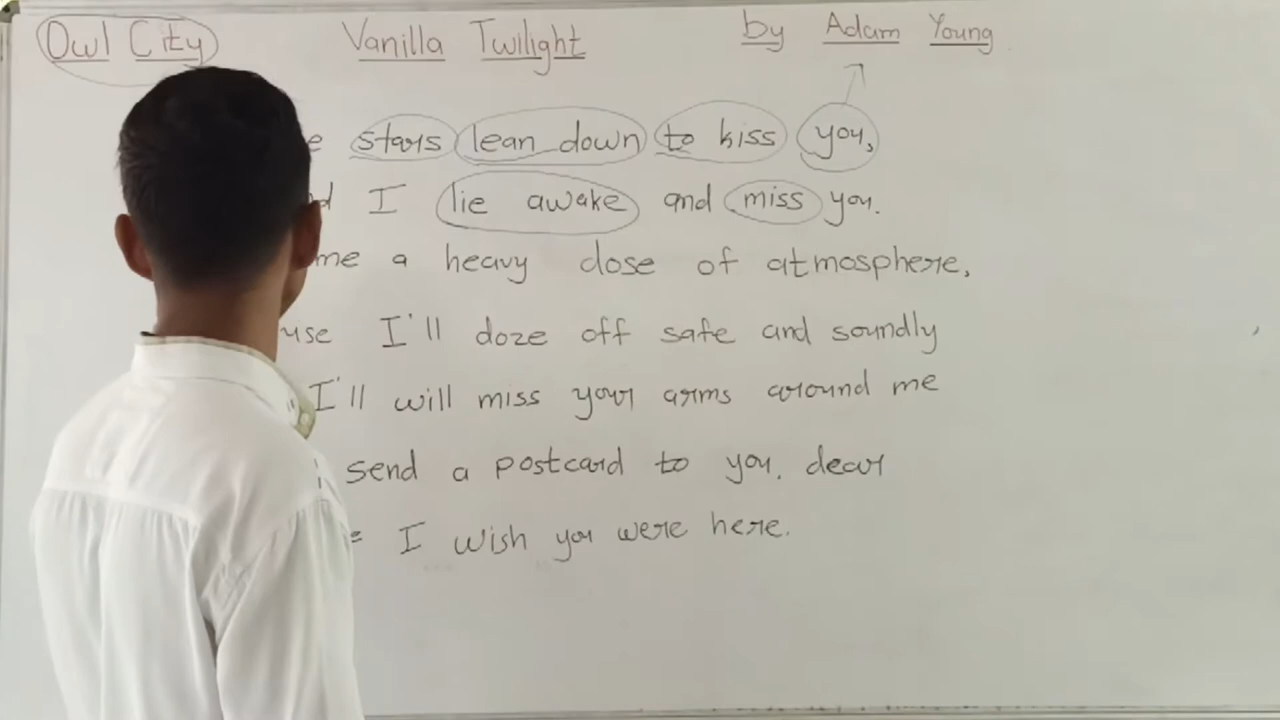 Owl City Vanilla Twilight by Adam Young
e stars lean down to kiss you,
d I lie awake and miss you.
me a heavy dose of atmosphere,
use I'll doze off safe and soundly
I'll will miss your arms around me
send a postcard to you, dear
e I wish you were here.